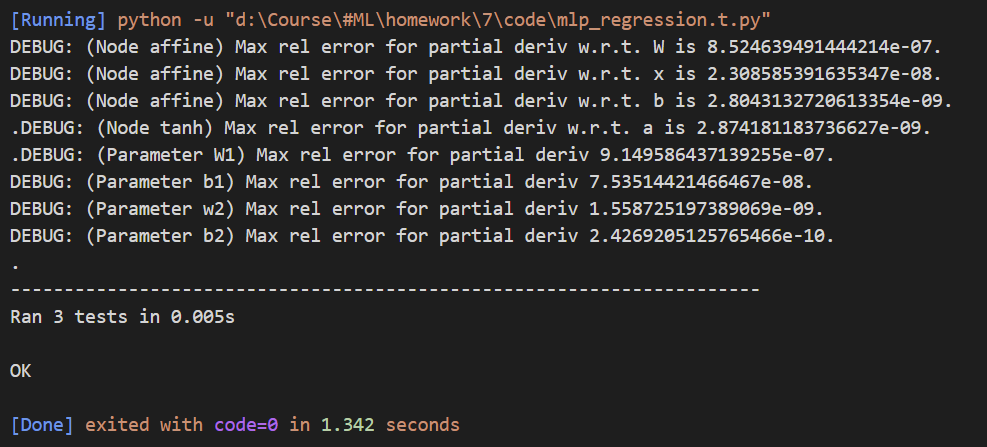 [Running] python -u "d:\Course\#ML\homework\7\code\mlp_regression.t.py"
DEBUG: (Node affine) Max rel error for partial deriv w.r.t. W is 8.524639491444214e-07.
DEBUG: (Node affine) Max rel error for partial deriv w.r.t. x is 2.308585391635347e-08.
DEBUG: (Node affine) Max rel error for partial deriv w.r.t. b is 2.8043132720613354e-09.
.DEBUG: (Node tanh) Max rel error for partial deriv w.r.t. a is 2.874181183736627e-09.
.DEBUG: (Parameter W1) Max rel error for partial deriv 9.149586437139255e-07.
DEBUG: (Parameter b1) Max rel error for partial deriv 7.53514421466467e-08.
DEBUG: (Parameter w2) Max rel error for partial deriv 1.558725197389069e-09.
DEBUG: (Parameter b2) Max rel error for partial deriv 2.4269205125765466e-10.
.
----------------------------------------------------------------------
Ran 3 tests in 0.005s
OK
[Done] exited with code=0 in 1.342 seconds